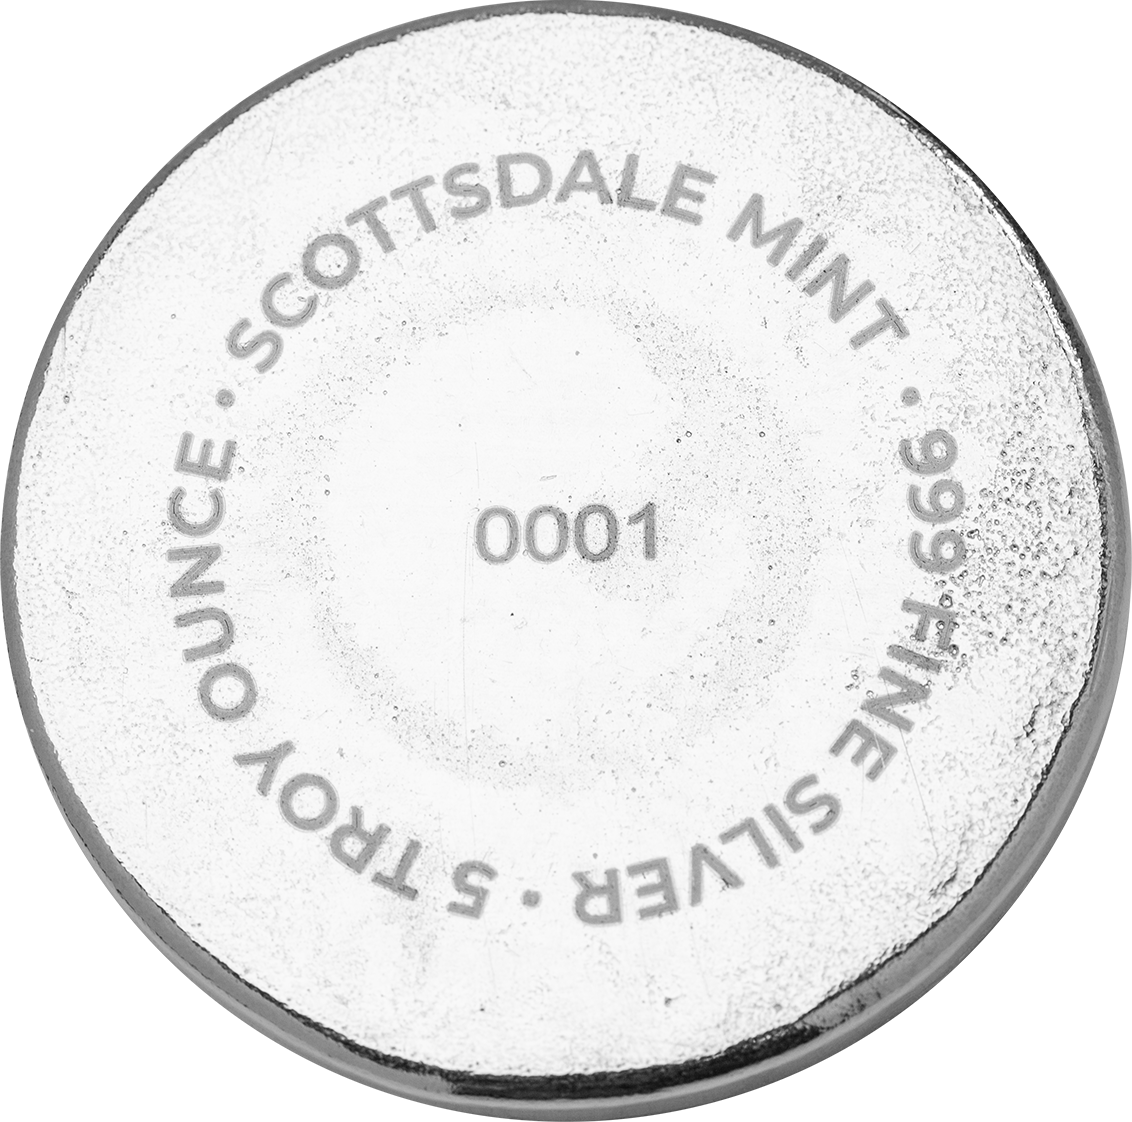 SCOTTSDALE MINT · 999 FINE SILVER · 5 TROY OUNCE ·
0001